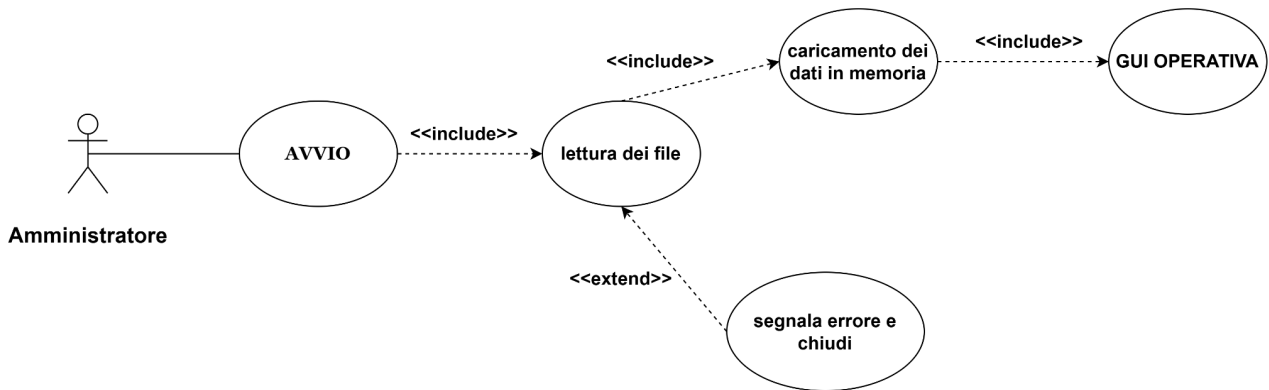 Amministratore
AVVIO
<<include>>
lettura dei file
<<include>>
caricamento dei
dati in memoria
<<include>>
GUI OPERATIVA
<<extend>>
segnala errore e
chiudi